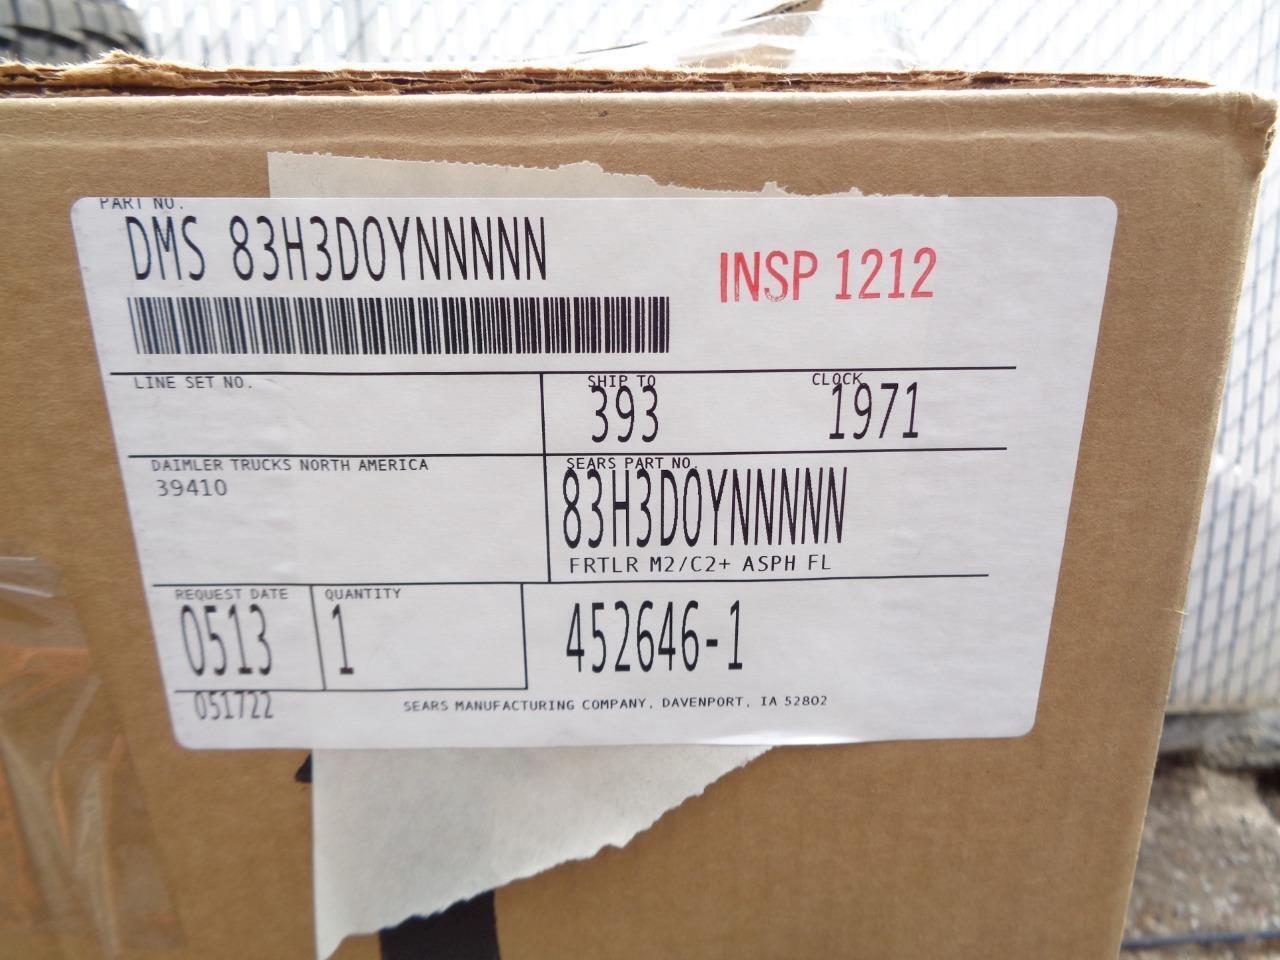 PART NO.
DMS 83H3D0YNNNNN
INSP 1212
LINE SET NO.
SHIP TO
393
CLOCK
1971
DAIMLER TRUCKS NORTH AMERICA
39410
SEARS PART NO.
83H3D0YNNNNN
FRTLR M2/C2+ ASPH FL
REQUEST DATE
0513
QUANTITY
1
452646-1
051722
SEARS MANUFACTURING COMPANY, DAVENPORT, IA 52802